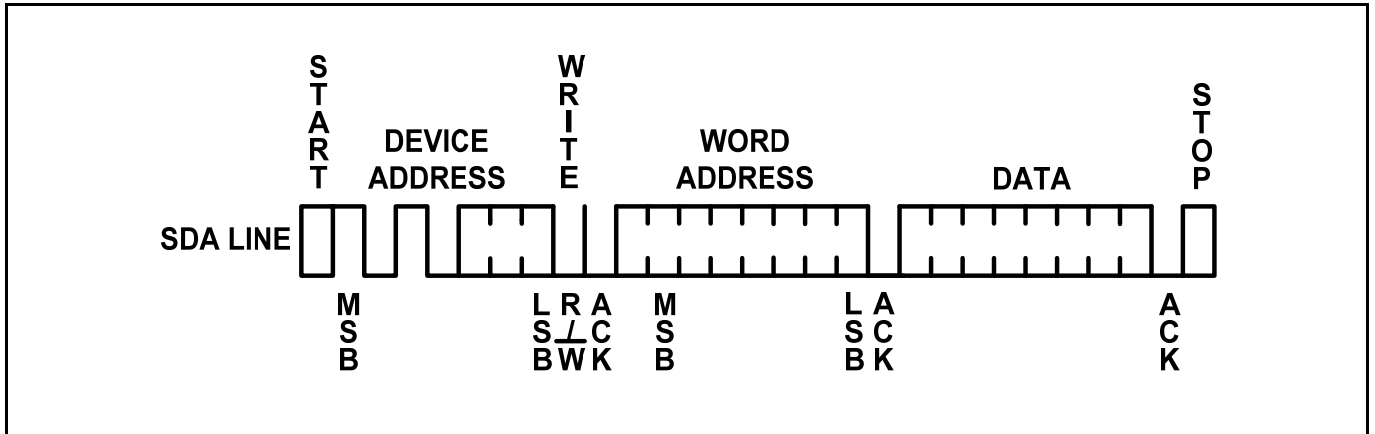 START
WRITE
STOP
DEVICE
ADDRESS
WORD
ADDRESS
DATA
SDA LINE
MSB
LSB
R/W
ACK
MSB
LSB
ACK
ACK